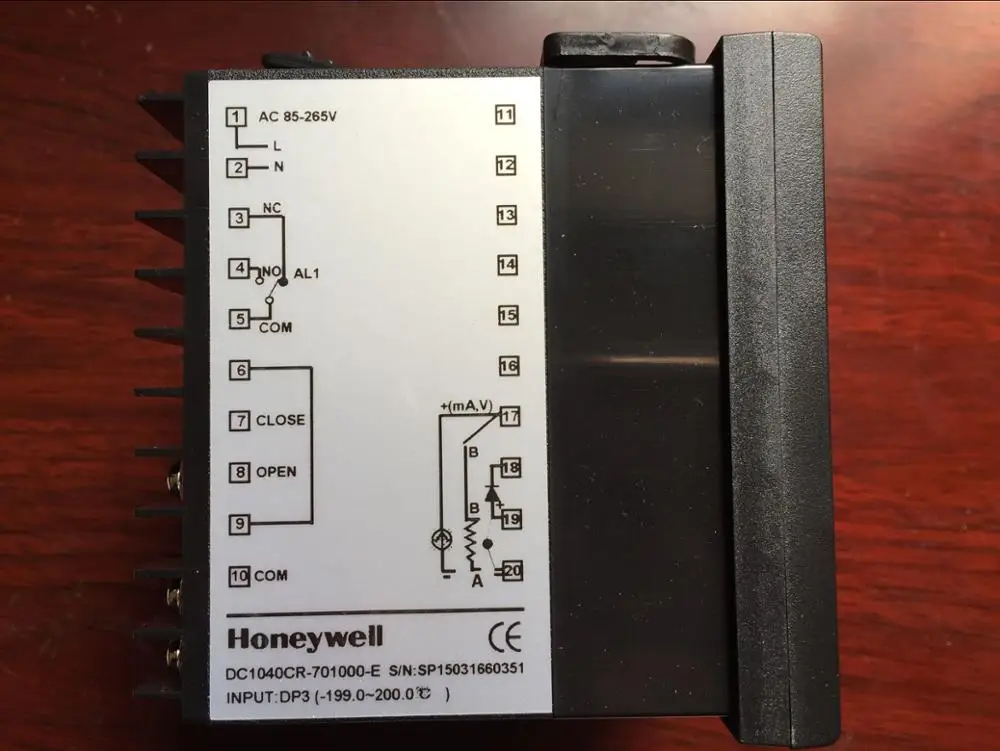 1 AC 85-265V
L
2 N
3 NC
4 NO AL1
5 COM
6
7 CLOSE
8 OPEN
9
10 COM
11
12
13
14
15
16
+(mA,V) 17
B
18
B + 19
- A 20
Honeywell CE
DC1040CR-701000-E S/N:SP15031660351
INPUT:DP3 (-199.0~200.0℃ )